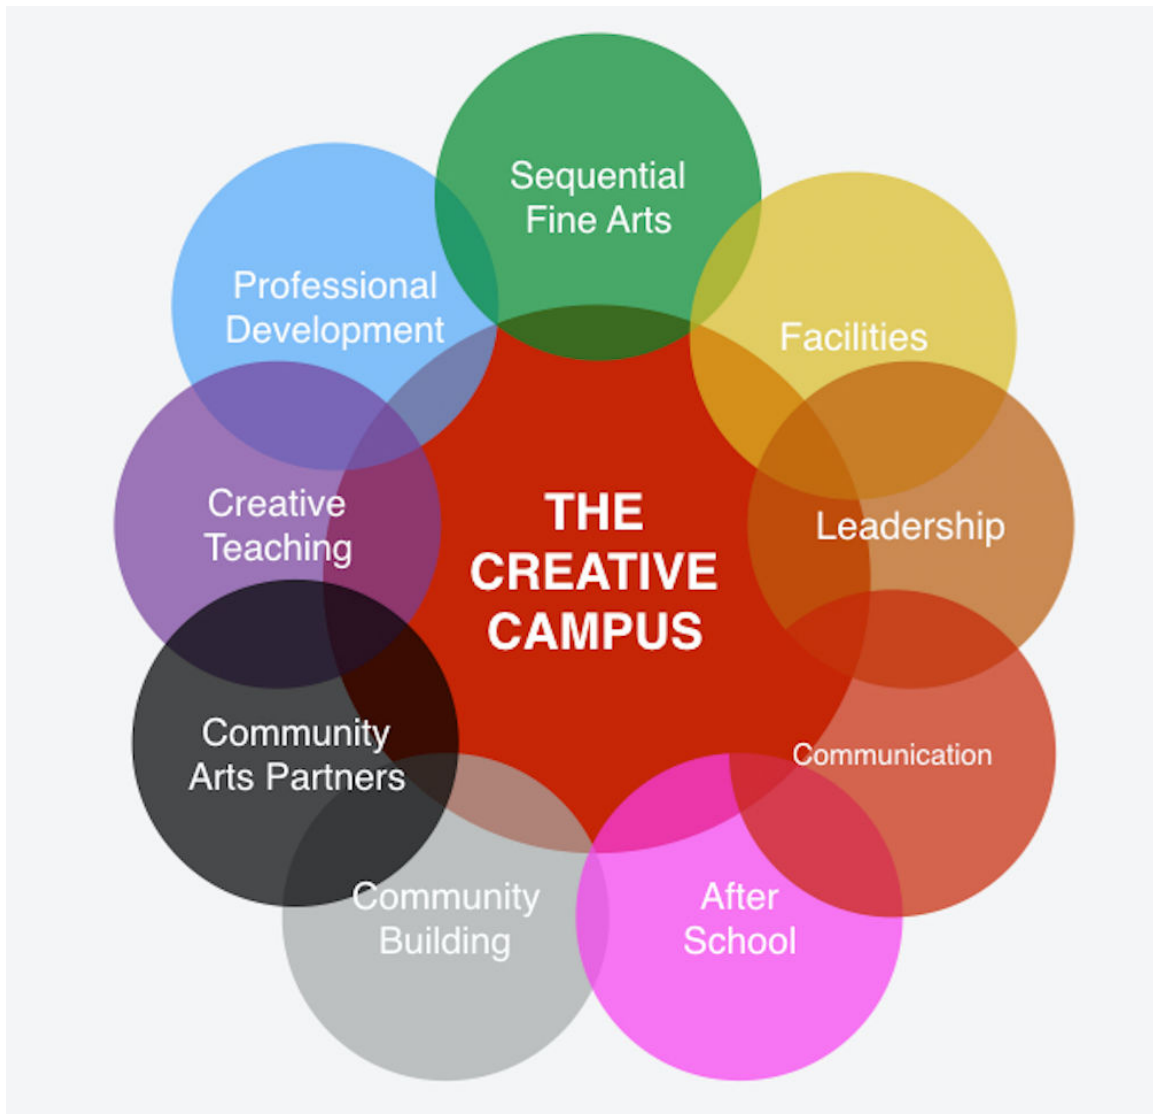 Sequential
Fine Arts
Professional
Development
Facilities
Creative
Teaching
THE
CREATIVE
CAMPUS
Leadership
Community
Arts Partners
Communication
Community
Building
After
School